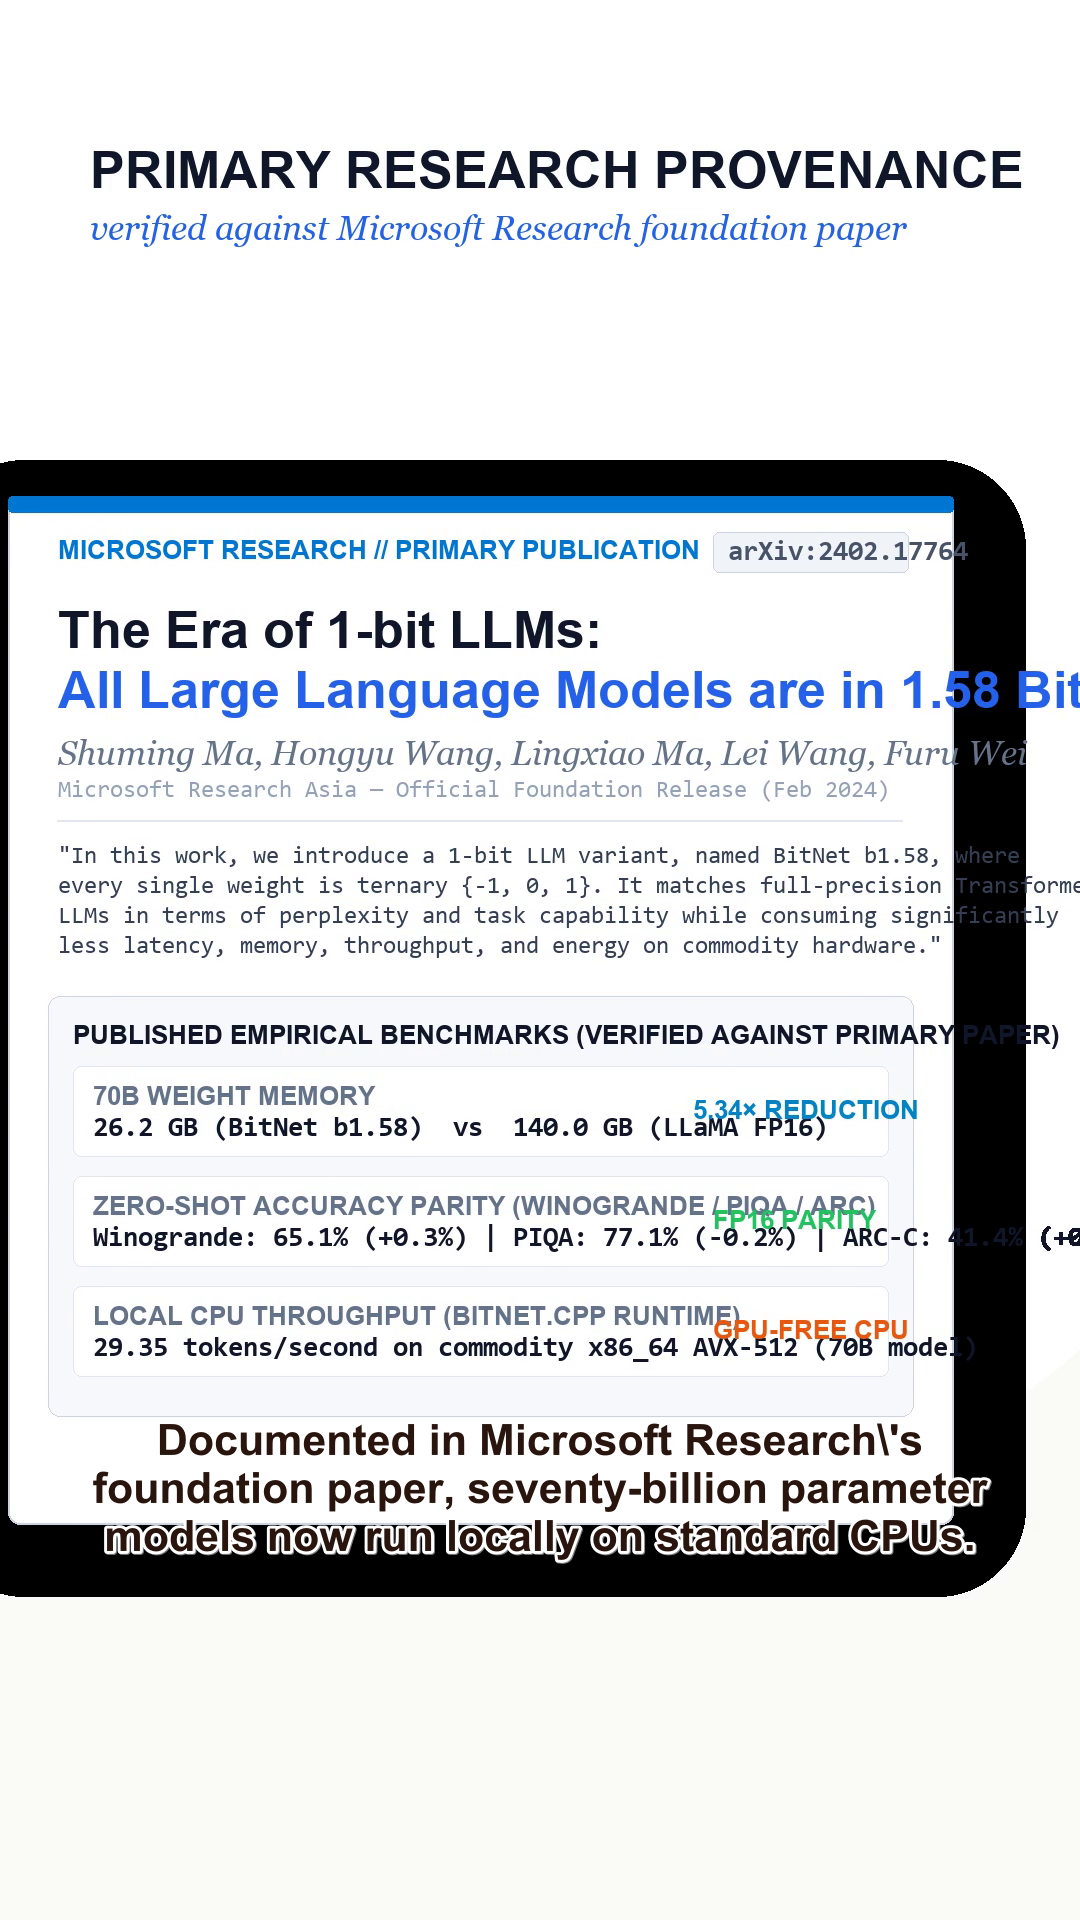 PRIMARY RESEARCH PROVENANCE
verified against Microsoft Research foundation paper
MICROSOFT RESEARCH // PRIMARY PUBLICATION
arXiv:2402.17764
The Era of 1-bit LLMs:
All Large Language Models are in 1.58 Bit
Shuming Ma, Hongyu Wang, Lingxiao Ma, Lei Wang, Furu Wei
Microsoft Research Asia — Official Foundation Release (Feb 2024)
"In this work, we introduce a 1-bit LLM variant, named BitNet b1.58, where
every single weight is ternary {-1, 0, 1}. It matches full-precision Transforme
LLMs in terms of perplexity and task capability while consuming significantly
less latency, memory, throughput, and energy on commodity hardware."
PUBLISHED EMPIRICAL BENCHMARKS (VERIFIED AGAINST PRIMARY PAPER)
70B WEIGHT MEMORY
5.34× REDUCTION
26.2 GB (BitNet b1.58)  vs  140.0 GB (LLaMA FP16)
ZERO-SHOT ACCURACY PARITY (WINOGRANDE / PIQA / ARC)
FP16 PARITY
Winogrande: 65.1% (+0.3%) | PIQA: 77.1% (-0.2%) | ARC-C: 41.4% (+0
LOCAL CPU THROUGHPUT (BITNET.CPP RUNTIME)
GPU-FREE CPU
29.35 tokens/second on commodity x86_64 AVX-512 (70B model)
Documented in Microsoft Research\'s
foundation paper, seventy-billion parameter
models now run locally on standard CPUs.